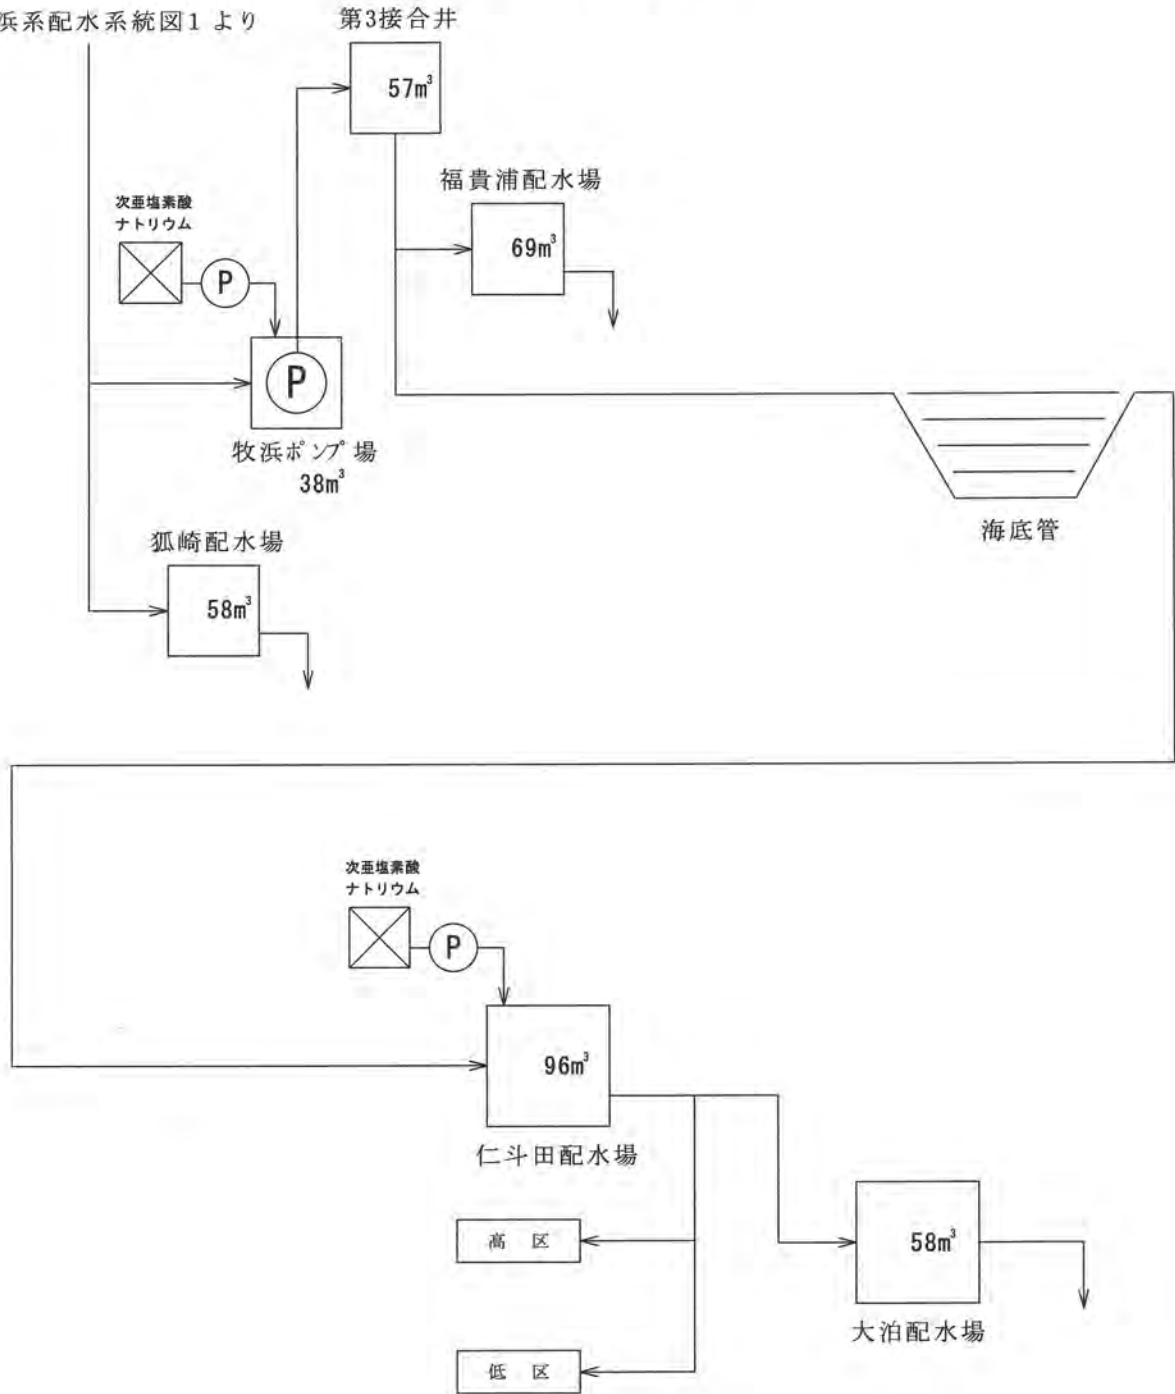 浜系配水系統図1 より
第3接合井
57m³
福貴浦配水場
69m³
次亜塩素酸
ナトリウム
P
P
牧浜ポンプ場
38m³
海底管
狐崎配水場
58m³
次亜塩素酸
ナトリウム
P
96m³
仁斗田配水場
高 区
58m³
大泊配水場
低 区